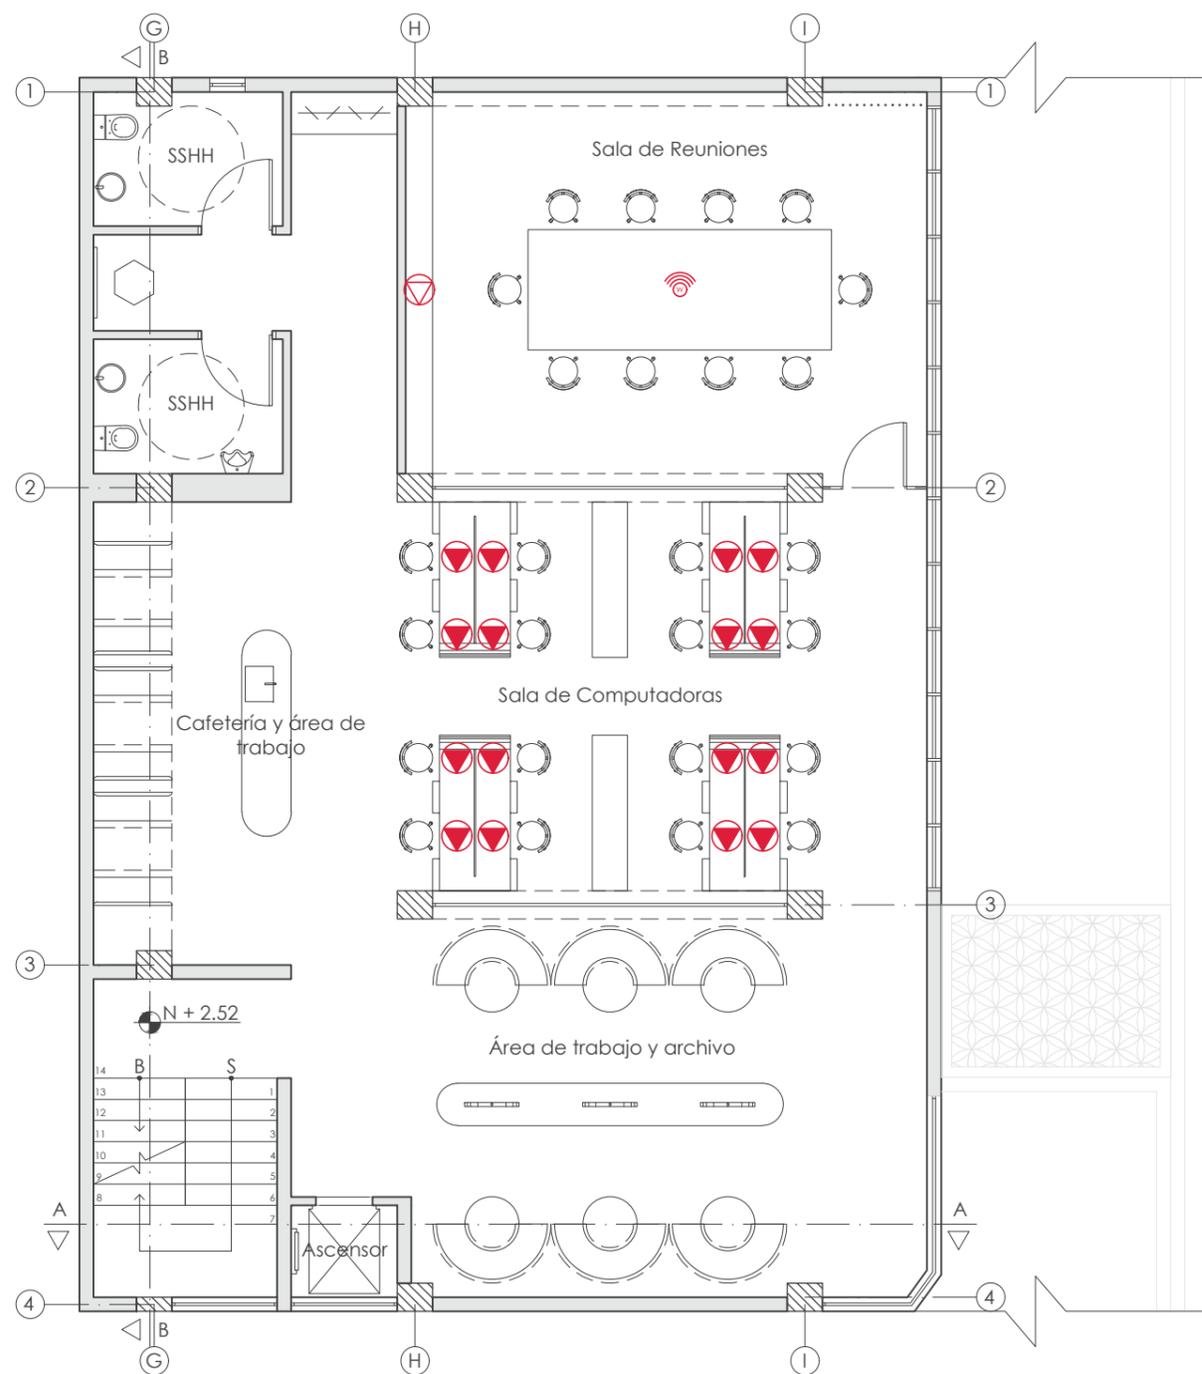 G
H
I
B
1
1
SSHH
Sala de Reuniones
W
SSHH
2
2
Sala de Computadoras
Cafetería y área de
trabajo
3
3
N + 2.52
Área de trabajo y archivo
B
S
14
13
12
11
10
9
8
1
2
3
4
5
6
7
A
A
Ascensor
4
4
B
G
H
I